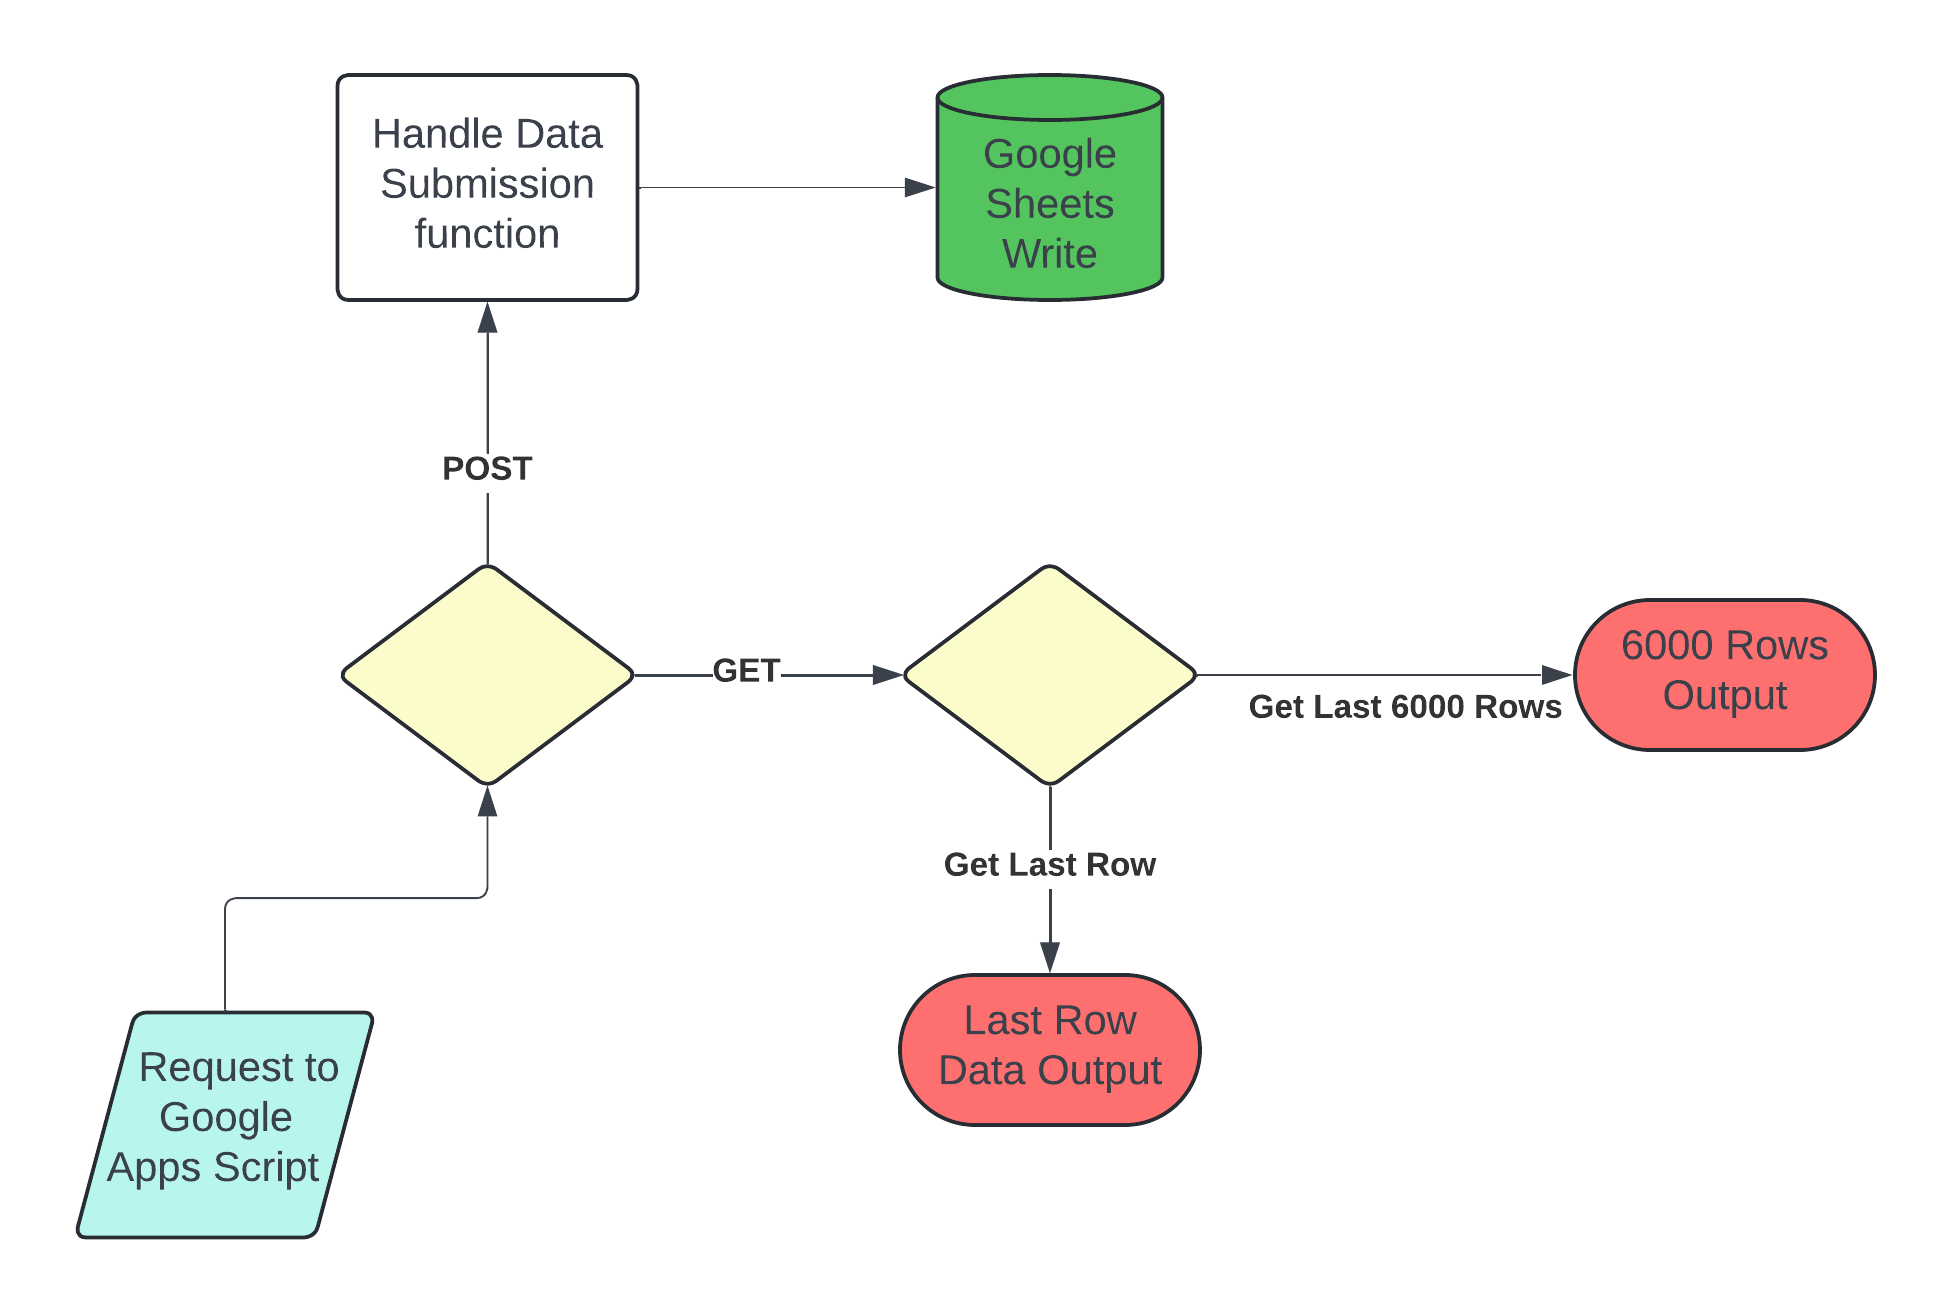 Handle Data
Submission
function
Google
Sheets
Write
POST
GET
Get Last 6000 Rows
6000 Rows
Output
Get Last Row
Last Row
Data Output
Request to
Google
Apps Script